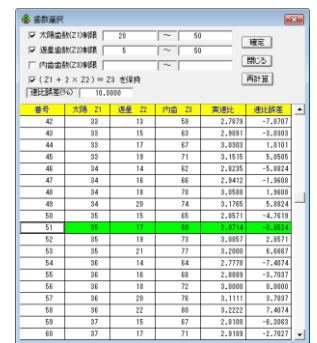 歯数選択
太陽歯数(Z1)制限 20 ～ 50 確定
遊星歯数(Z2)制限 5 ～ 50
内歯歯数(Z3)制限 ～ 閉じる
(Z1 + 2 × Z2) = Z3 を保持 再計算
速比誤差(%) 10.0000
番号 太陽 Z1 遊星 Z2 内歯 Z3 実速比 速比誤差
42 33 13 59 2.7879 -7.0707
43 33 15 63 2.9091 -3.0303
44 33 17 67 3.0303 1.0101
45 33 19 71 3.1515 5.0505
46 34 14 62 2.8235 -5.8824
47 34 16 66 2.9412 -1.9608
48 34 18 70 3.0588 1.9608
49 34 20 74 3.1765 5.8824
50 35 15 65 2.8571 -4.7619
51 35 17 69 2.9714 -0.9524
52 35 19 73 3.0857 2.8571
53 35 21 77 3.2000 6.6667
54 36 14 64 2.7778 -7.4074
55 36 16 68 2.8889 -3.7037
56 36 18 72 3.0000 0.0000
57 36 20 76 3.1111 3.7037
58 36 22 80 3.2222 7.4074
59 37 15 67 2.8108 -6.3063
60 37 17 71 2.9189 -2.7027